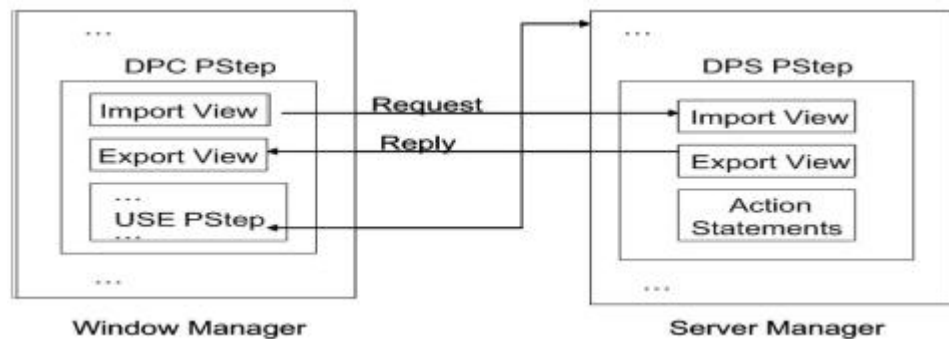 ...
DPC PStep
Import View
Export View
...
USE PStep
...
...
Window Manager
Request
Reply
...
DPS PStep
Import View
Export View
Action
Statements
...
Server Manager